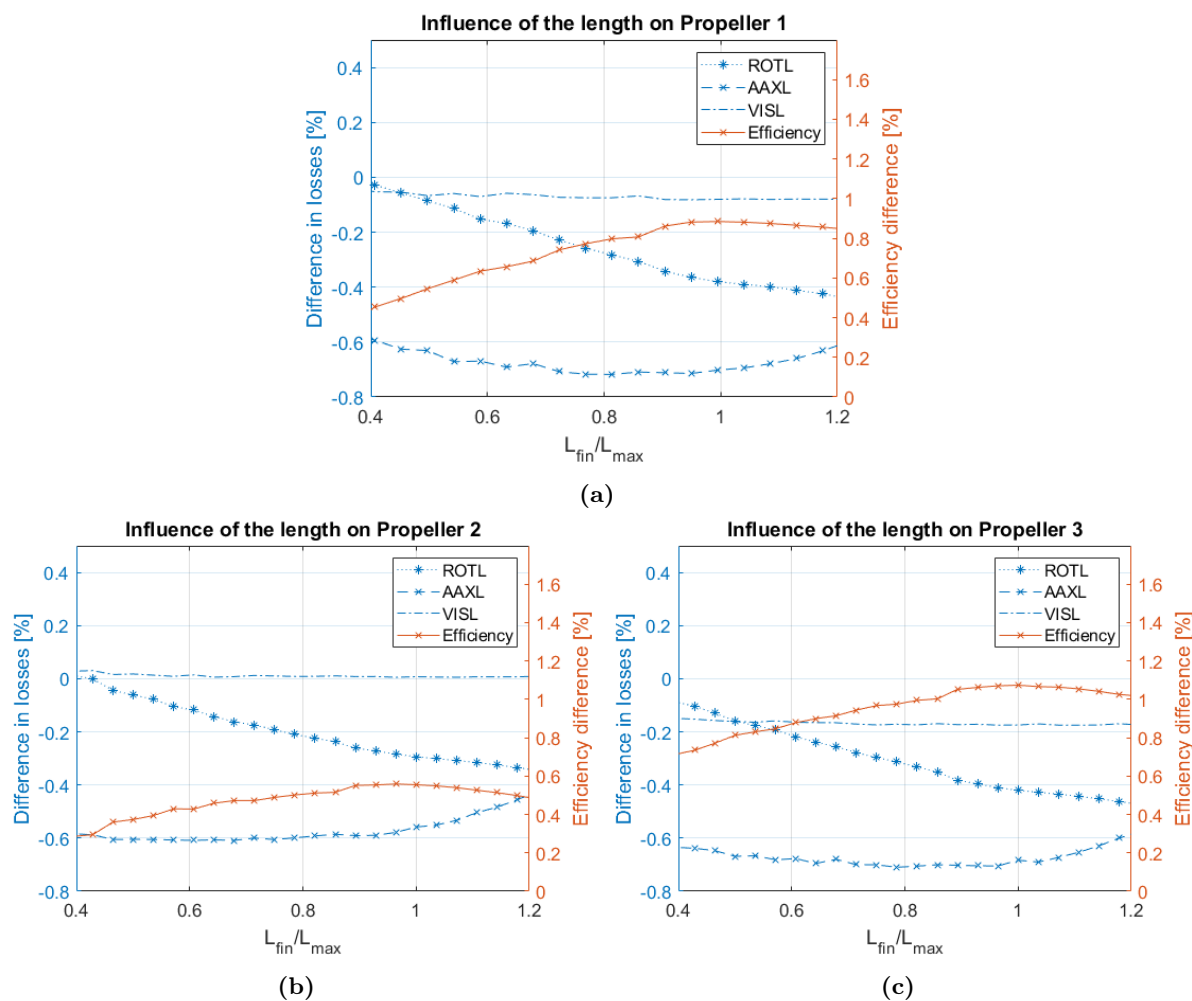 Influence of the length on Propeller 1
ROTL
AAXL
VISL
Efficiency
Difference in losses [%]
0.4
0.2
0
-0.2
-0.4
-0.6
-0.8
Efficiency difference [%]
1.6
1.4
1.2
1
0.8
0.6
0.4
0.2
0
0.4 0.6 0.8 1 1.2
L_fin/L_max
(a)
Influence of the length on Propeller 2
ROTL
AAXL
VISL
Efficiency
Difference in losses [%]
0.4
0.2
0
-0.2
-0.4
-0.6
-0.8
Efficiency difference [%]
1.6
1.4
1.2
1
0.8
0.6
0.4
0.2
0
0.4 0.6 0.8 1 1.2
L_fin/L_max
(b)
Influence of the length on Propeller 3
ROTL
AAXL
VISL
Efficiency
Difference in losses [%]
0.4
0.2
0
-0.2
-0.4
-0.6
-0.8
Efficiency difference [%]
1.6
1.4
1.2
1
0.8
0.6
0.4
0.2
0
0.4 0.6 0.8 1 1.2
L_fin/L_max
(c)